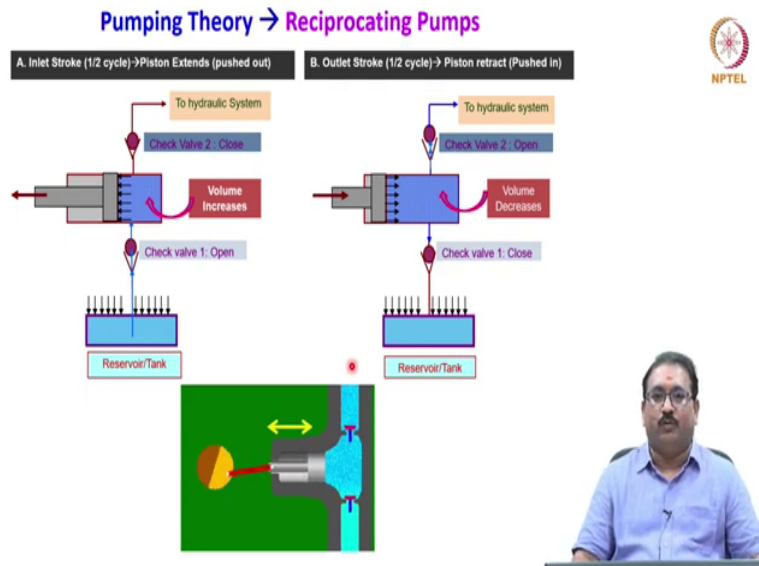 Pumping Theory → Reciprocating Pumps
A. Inlet Stroke (1/2 cycle)→Piston Extends (pushed out)
To hydraulic System
Check Valve 2 : Close
Volume
Increases
Check valve 1: Open
Reservoir/Tank
B. Outlet Stroke (1/2 cycle)→ Piston retract (Pushed in)
To hydraulic system
Check Valve 2 : Open
Volume
Decreases
Check valve 1: Close
Reservoir/Tank
NPTEL